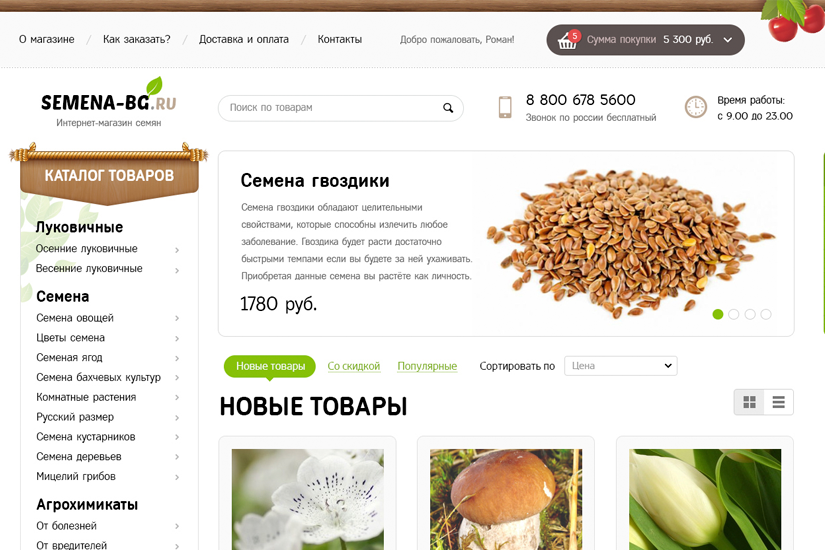 О магазине / Как заказать? / Доставка и оплата / Контакты
Добро пожаловать, Роман!
5
Сумма покупки 5 300 руб.
SEMENA-BG.RU
Интернет-магазин семян
Поиск по товарам
8 800 678 5600
Звонок по россии бесплатный
Время работы:
с 9.00 до 23.00
КАТАЛОГ ТОВАРОВ
Луковичные
Осенние луковичные
Весенние луковичные
Семена
Семена овощей
Цветы семена
Семеная ягод
Семена бахчевых культур
Комнатные растения
Русский размер
Семена кустарников
Семена деревьев
Мицелий грибов
Агрохимикаты
От болезней
От вредителей
Семена гвоздики
Семена гвоздики обладают целительными
свойствами, которые способны излечить любое
заболевание. Гвоздика будет расти достаточно
быстрыми темпами если вы будете за ней ухаживать.
Приобретая данные семена вы растёте как личность.
1780 руб.
Новые товары
Со скидкой
Популярные
Сортировать по
Цена
НОВЫЕ ТОВАРЫ